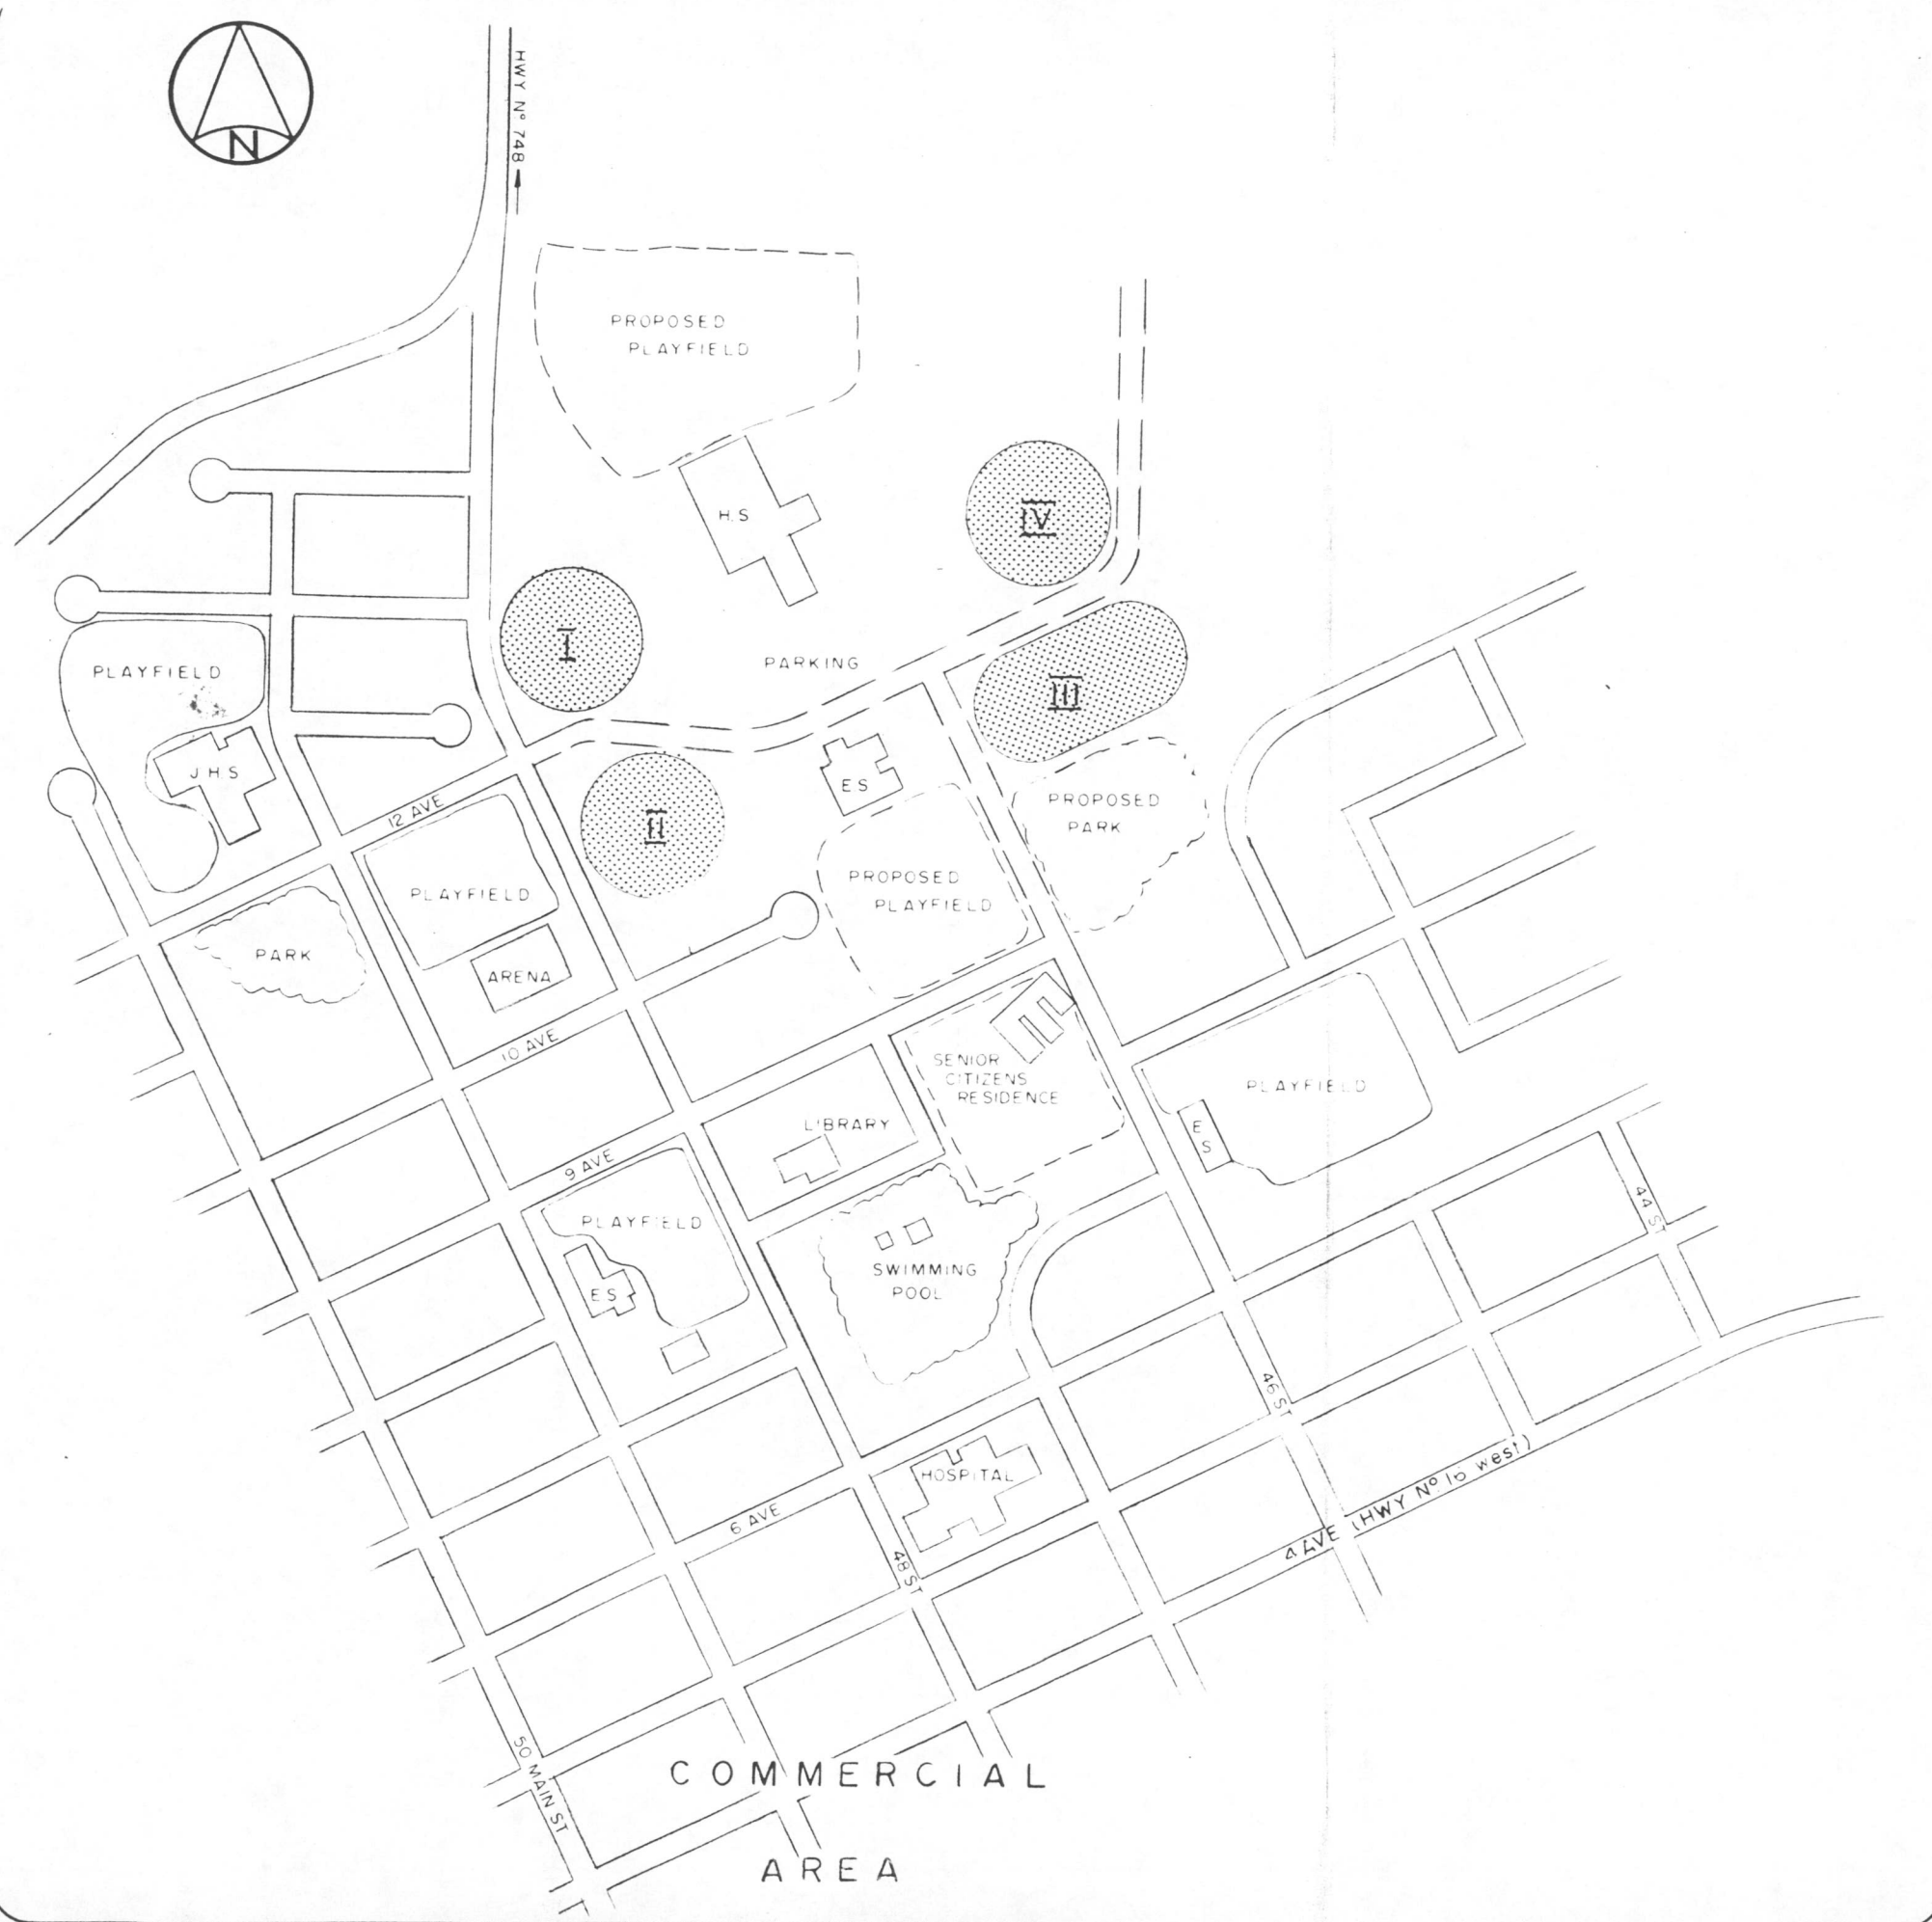 HWY Nº 748
N
PROPOSED
PLAYFIELD
H.S
IV
I
PARKING
III
PLAYFIELD
J H S
E S
12 AVE
II
PROPOSED
PARK
PLAYFIELD
PROPOSED
PLAYFIELD
PARK
ARENA
10 AVE
SENIOR
CITIZENS
RESIDENCE
PLAYFIELD
LIBRARY
E
S
9 AVE
PLAYFIELD
44 ST
SWIMMING
POOL
E S
46 ST
HOSPITAL
6 AVE
4 AVE (HWY Nº 16 west)
48 ST
50 MAIN ST
COMMERCIAL
AREA